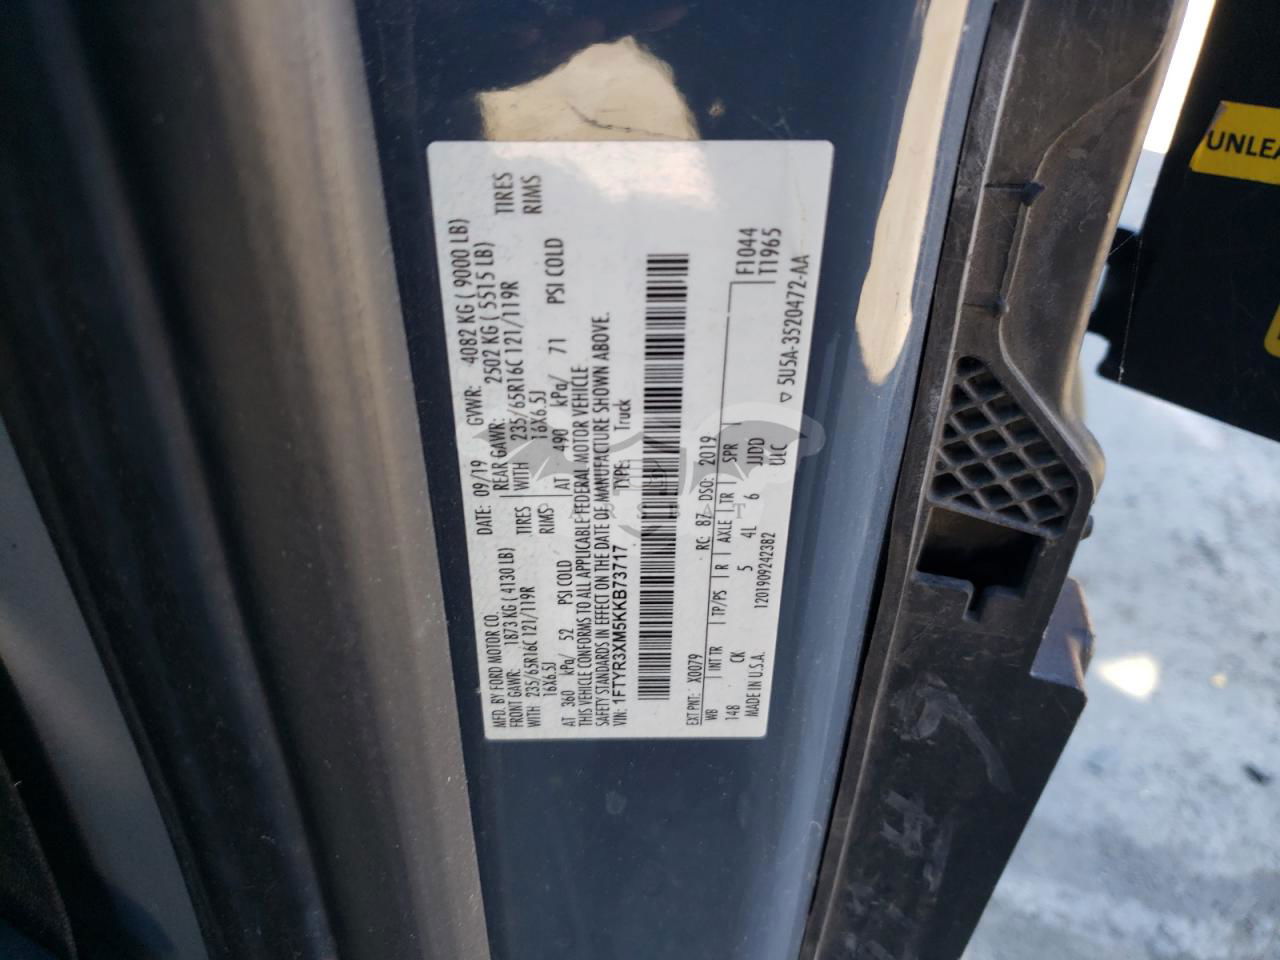 MFD. BY FORD MOTOR CO.
DATE: 09/19 GVWR: 4082 KG ( 9000 LB)
FRONT GAWR: 1873 KG ( 4130 LB) REAR GAWR: 2502 KG ( 5515 LB)
WITH 235/65R16C 121/119R TIRES WITH 235/65R16C 121/119R TIRES
16X6.5J RIMS 16X6.5J RIMS
AT 360 kPa/ 52 PSI COLD AT 490 kPa/ 71 PSI COLD
THIS VEHICLE CONFORMS TO ALL APPLICABLE FEDERAL MOTOR VEHICLE
SAFETY STANDARDS IN EFFECT ON THE DATE OF MANUFACTURE SHOWN ABOVE.
VIN: 1FTYR3XM5KKB73717 TYPE: Truck
F1044
T1965
EXT PNT: X0079 RC: 87 DSO: 2019
WB INT TR TP/PS R AXLE TR SPR
148 CK 5 4L 6 JJDD
ULC
MADE IN U.S.A. 1201909242382
▽ 5U5A-3520472-AA
UNLEA